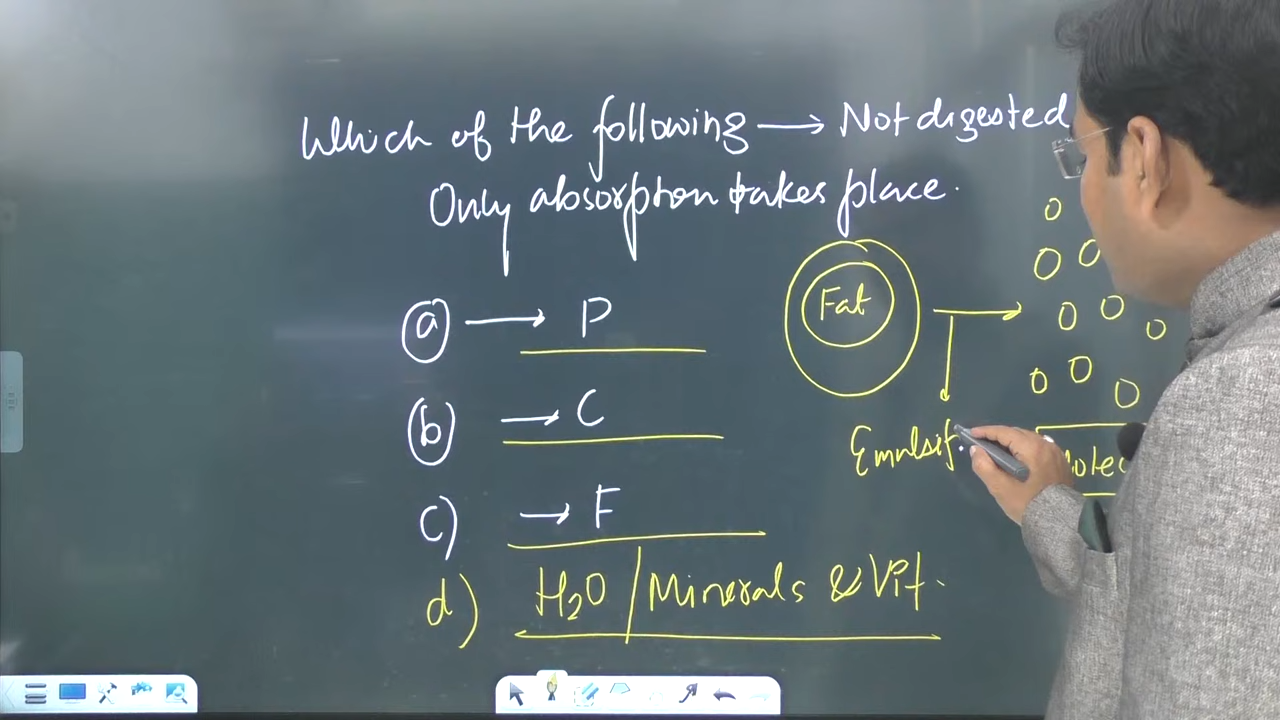 Which of the following → Not digested
Only absorption takes place.
a → P
Fat →
b → C
Emulsif
c) → F
d) H2O / Minerals & Vit.